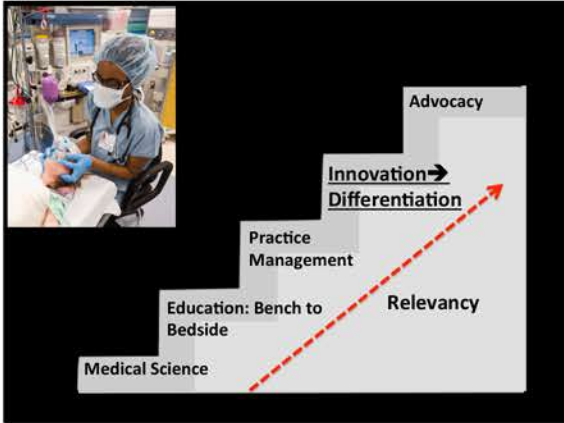 Advocacy
Innovation➔
Differentiation
Practice
Management
Relevancy
Education: Bench to
Bedside
Medical Science